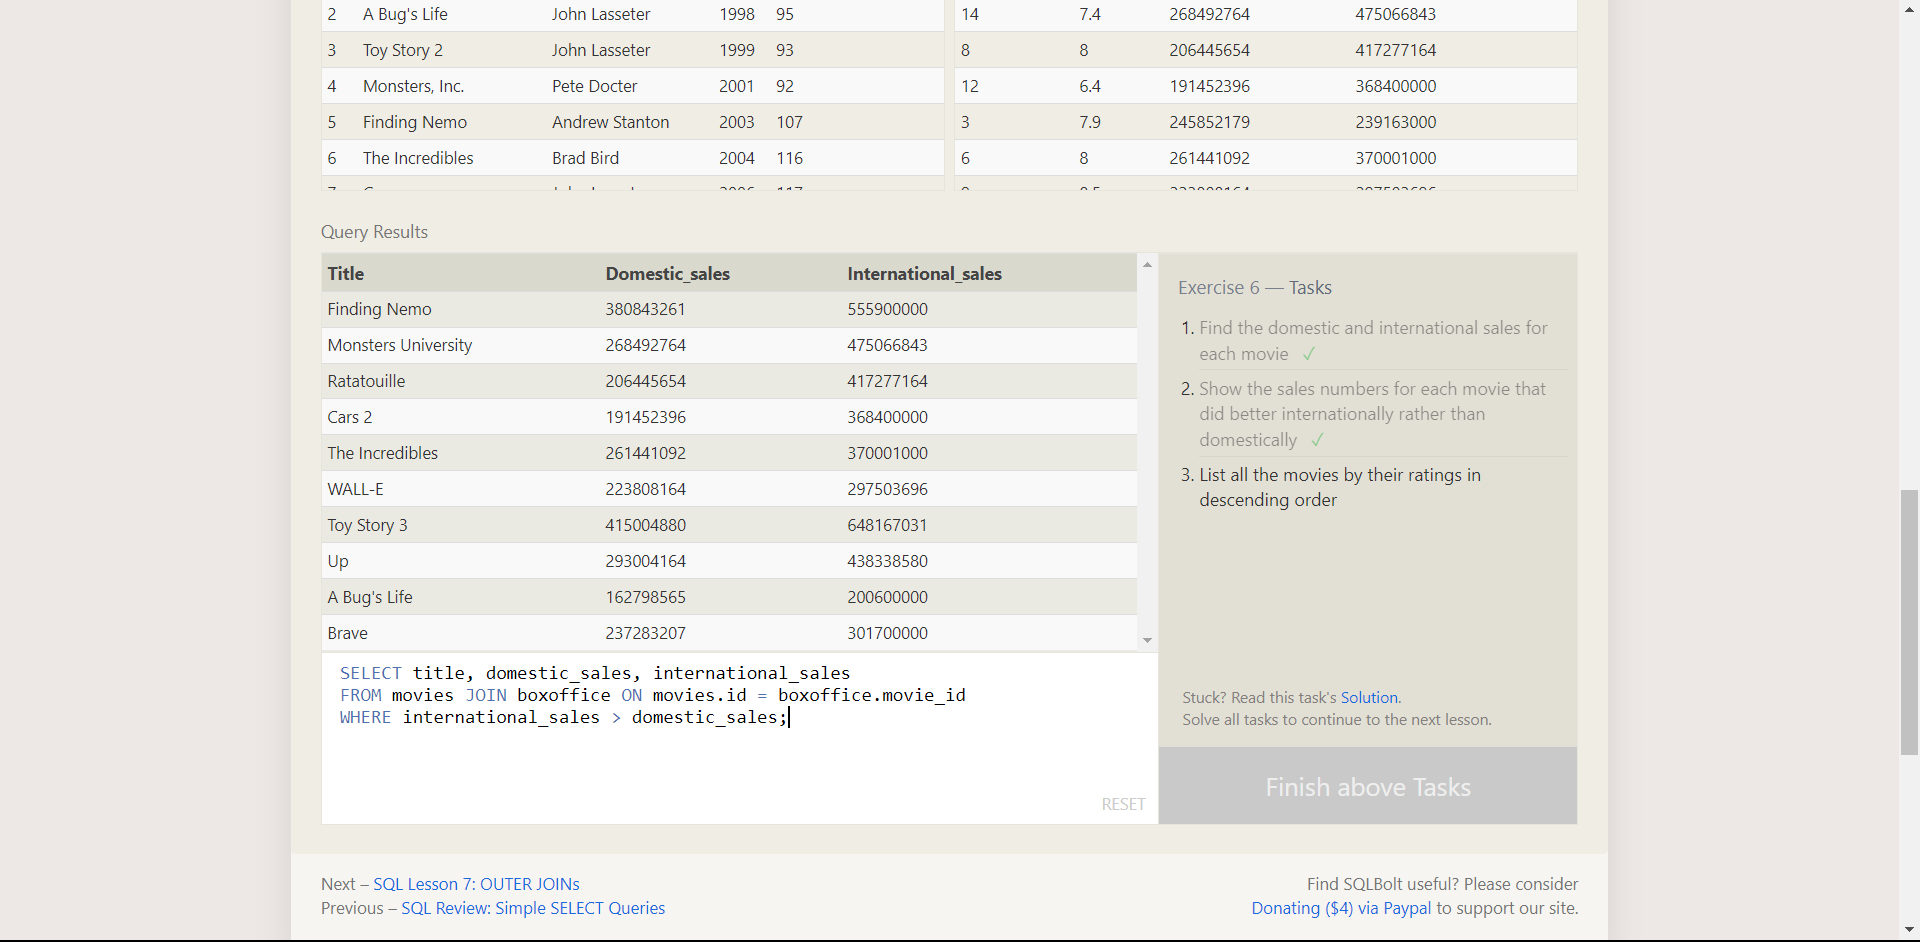 2 A Bug's Life John Lasseter 1998 95 14 7.4 268492764 475066843
3 Toy Story 2 John Lasseter 1999 93 8 8 206445654 417277164
4 Monsters, Inc. Pete Docter 2001 92 12 6.4 191452396 368400000
5 Finding Nemo Andrew Stanton 2003 107 3 7.9 245852179 239163000
6 The Incredibles Brad Bird 2004 116 6 8 261441092 370001000
Query Results
Title Domestic_sales International_sales
Finding Nemo 380843261 555900000
Monsters University 268492764 475066843
Ratatouille 206445654 417277164
Cars 2 191452396 368400000
The Incredibles 261441092 370001000
WALL-E 223808164 297503696
Toy Story 3 415004880 648167031
Up 293004164 438338580
A Bug's Life 162798565 200600000
Brave 237283207 301700000
SELECT title, domestic_sales, international_sales
FROM movies JOIN boxoffice ON movies.id = boxoffice.movie_id
WHERE international_sales > domestic_sales;
RESET
Exercise 6 — Tasks
1. Find the domestic and international sales for
each movie ✓
2. Show the sales numbers for each movie that
did better internationally rather than
domestically ✓
3. List all the movies by their ratings in
descending order
Stuck? Read this task's Solution.
Solve all tasks to continue to the next lesson.
Finish above Tasks
Next – SQL Lesson 7: OUTER JOINs
Previous – SQL Review: Simple SELECT Queries
Find SQLBolt useful? Please consider
Donating ($4) via Paypal to support our site.